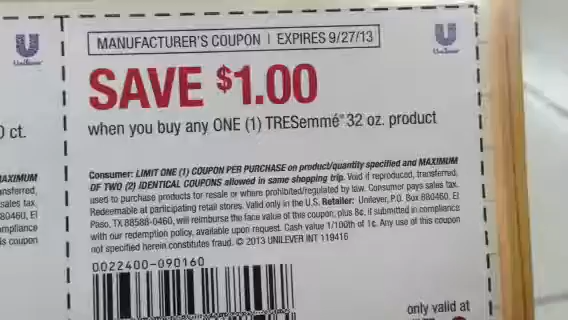 Unilever
MANUFACTURER'S COUPON | EXPIRES 9/27/13
Unilever
SAVE $1.00
when you buy any ONE (1) TRESemmé® 32 oz. product
ct.
Consumer: LIMIT ONE (1) COUPON PER PURCHASE on product/quantity specified and MAXIMUM
OF TWO (2) IDENTICAL COUPONS allowed in same shopping trip. Void if reproduced, transferred,
used to purchase products for resale or where prohibited/regulated by law. Consumer pays sales tax.
Redeemable at participating retail stores. Valid only in the U.S. Retailer: Unilever, P.O. Box 880460, El
Paso, TX 88588-0460, will reimburse the face value of this coupon, plus 8¢, if submitted in compliance
with our redemption policy, available upon request. Cash value 1/100th of 1¢. Any use of this coupon
not specified herein constitutes fraud. © 2013 UNILEVER INT 119416
MAXIMUM
nsferred,
sales tax.
80460, El
mpliance
is coupon
0022400-090160
only valid at